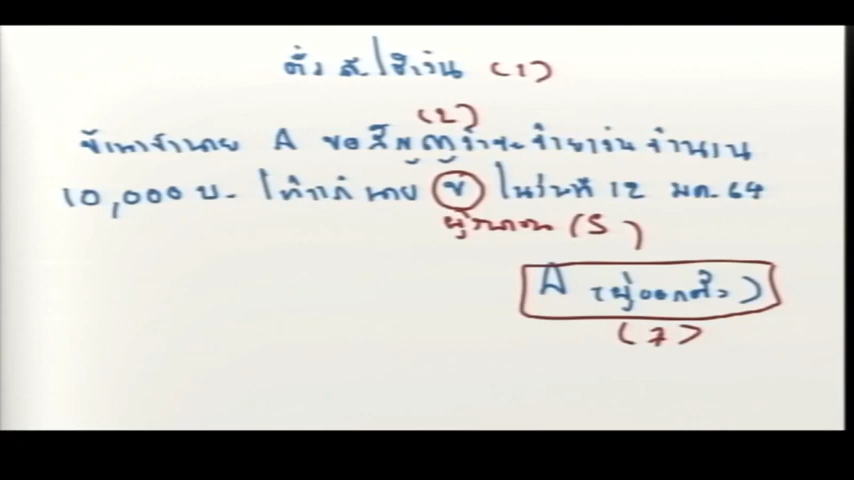 ตั๋วสัญใช้เงิน (1)
(2)
ข้าพเจ้านาย A ขอสัญญาว่าจะจ่ายเงินจำนวน
10,000 บ. ให้แก่ นาย ข ในวันที่ 12 มค. 64
ผู้รับเงิน (5)
A (ผู้ออกตั๋ว)
(7)